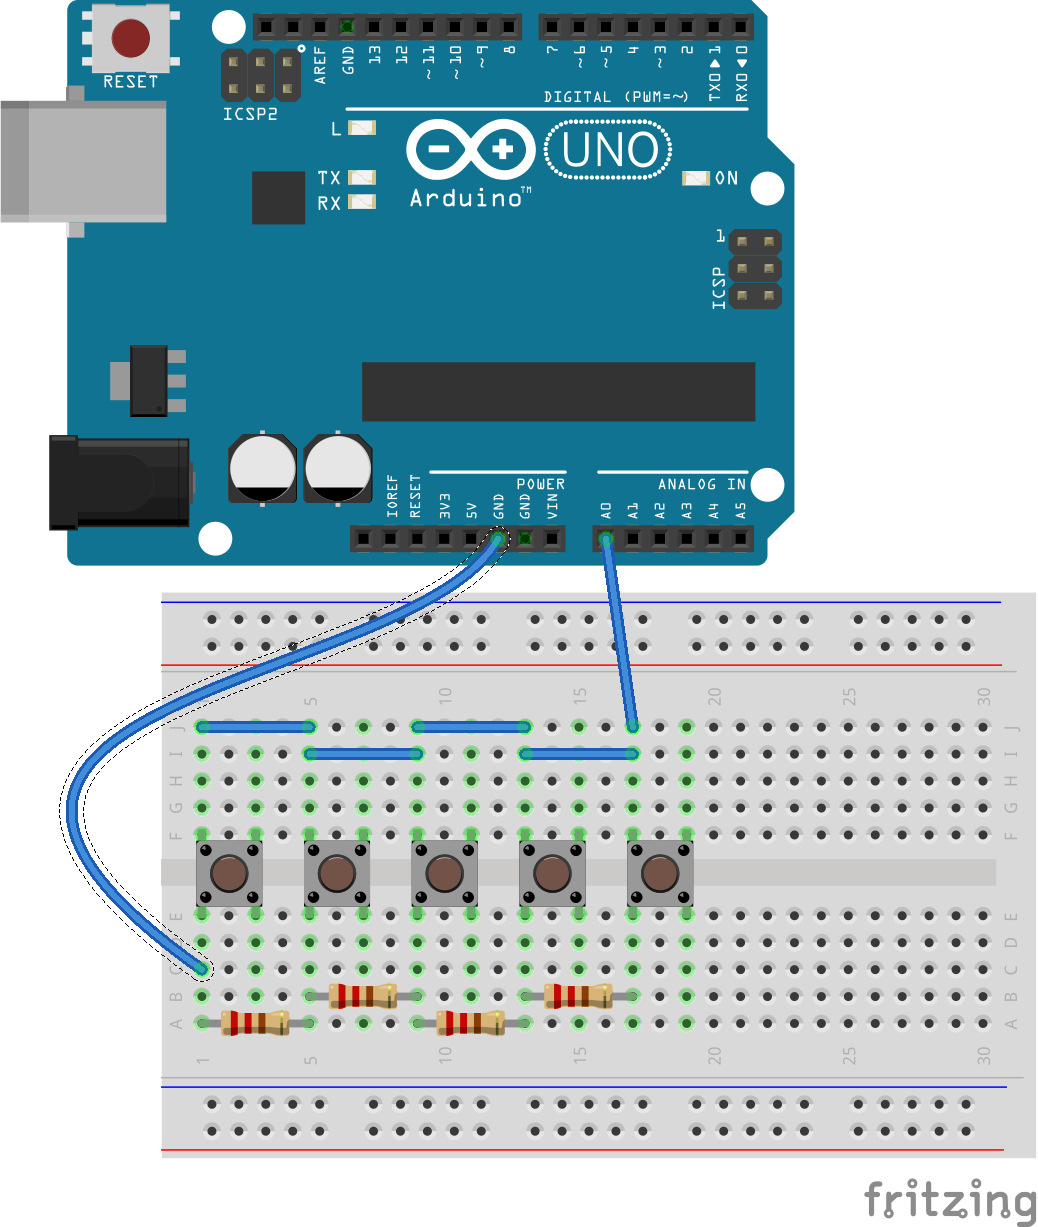 RESET
ICSP2
AREF
GND
13
12
~11
~10
~9
8
7
~6
~5
4
~3
2
TX0▶1
RX0◀0
DIGITAL (PWM=~)
L
TX
RX
Arduino™
UNO
ON
1
ICSP
IOREF
RESET
3V3
5V
GND
GND
VIN
POWER
ANALOG IN
A0
A1
A2
A3
A4
A5
5 10 15 20 25 30
J J
I I
H H
G G
F F
E E
D
C C
B B
A A
1 5 10 15 20 25 30
fritzing